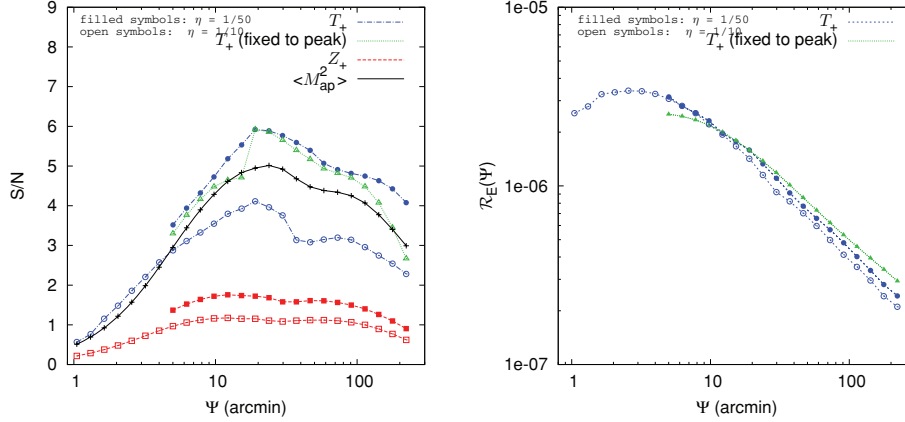 filled symbols: η = 1/50
open symbols: η = 1/10
T+
T+ (fixed to peak)
Z+
<M²ap>
S/N
9
8
7
6
5
4
3
2
1
0
1
10
100
Ψ (arcmin)
filled symbols: η = 1/50
open symbols: η = 1/10
T+
T+ (fixed to peak)
R_E(Ψ)
1e-05
1e-06
1e-07
1
10
100
Ψ (arcmin)